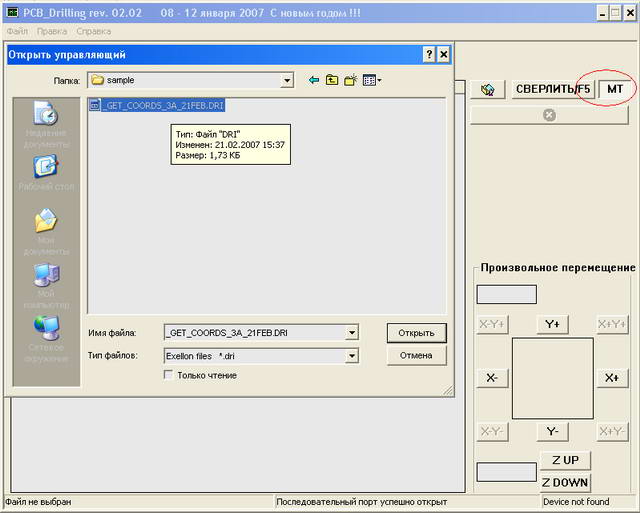 PCB_Drilling rev. 02.02 08 - 12 января 2007 С новым годом !!!
Файл Правка Справка
Открыть управляющий
Папка: sample
_GET_COORDS_3A_21FEB.DRI
Тип: Файл "DRI"
Изменен: 21.02.2007 15:37
Размер: 1,73 КБ
Недавние документы
Рабочий стол
Мои документы
Мой компьютер
Сетевое окружение
Имя файла: _GET_COORDS_3A_21FEB.DRI Открыть
Тип файлов: Exellon files *.dri Отмена
Только чтение
СВЕРЛИТЬ/F5 МТ
Произвольное перемещение
X-Y+ Y+ X+Y+
X- X+
X-Y- Y- X+Y-
Z UP
Z DOWN
Файл не выбран Последовательный порт успешно открыт Device not found